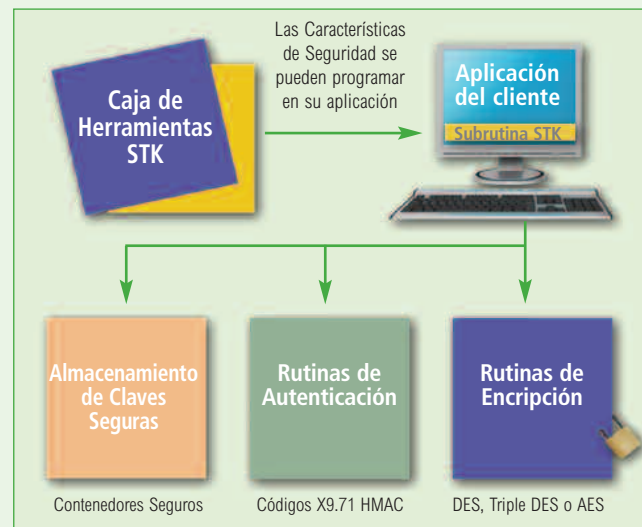 Las Características
de Seguridad se
pueden programar
en su aplicación
Caja de
Herramientas
STK
Aplicación
del cliente
Subrutina STK
Almacenamiento
de Claves
Seguras
Rutinas de
Autenticación
Rutinas de
Encripción
Contenedores Seguros
Códigos X9.71 HMAC
DES, Triple DES o AES